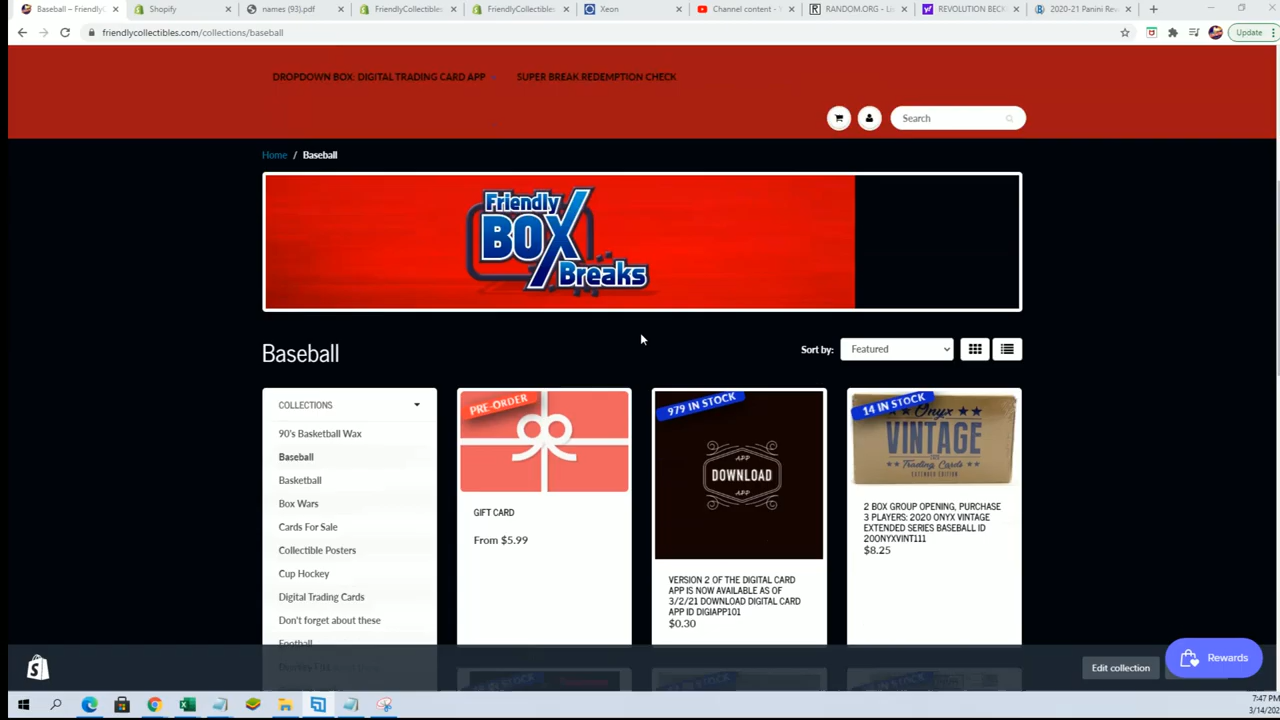 Baseball – FriendlyC
Shopify
names (93).pdf
FriendlyCollectibles
FriendlyCollectibles
Xeon
Channel content -
RANDOM.ORG - Li
REVOLUTION BECK
2020-21 Panini Rev
friendlycollectibles.com/collections/baseball
Update
DROPDOWN BOX: DIGITAL TRADING CARD APP
SUPER BREAK REDEMPTION CHECK
Search
Home / Baseball
Friendly
BOX
Breaks
Baseball
Sort by:
Featured
COLLECTIONS
90's Basketball Wax
Baseball
Basketball
Box Wars
Cards For Sale
Collectible Posters
Cup Hockey
Digital Trading Cards
Don't forget about these
Football
PRE-ORDER
GIFT CARD
From $5.99
979 IN STOCK
APP
DOWNLOAD
APP
VERSION 2 OF THE DIGITAL CARD
APP IS NOW AVAILABLE AS OF
3/2/21 DOWNLOAD DIGITAL CARD
APP ID DIGIAPP101
$0.30
14 IN STOCK
Onyx
VINTAGE
Trading Cards
EXTENDED EDITION
2 BOX GROUP OPENING, PURCHASE
3 PLAYERS: 2020 ONYX VINTAGE
EXTENDED SERIES BASEBALL ID
20ONYXVINT111
$8.25
Edit collection
Rewards
7:47 PM
3/14/202